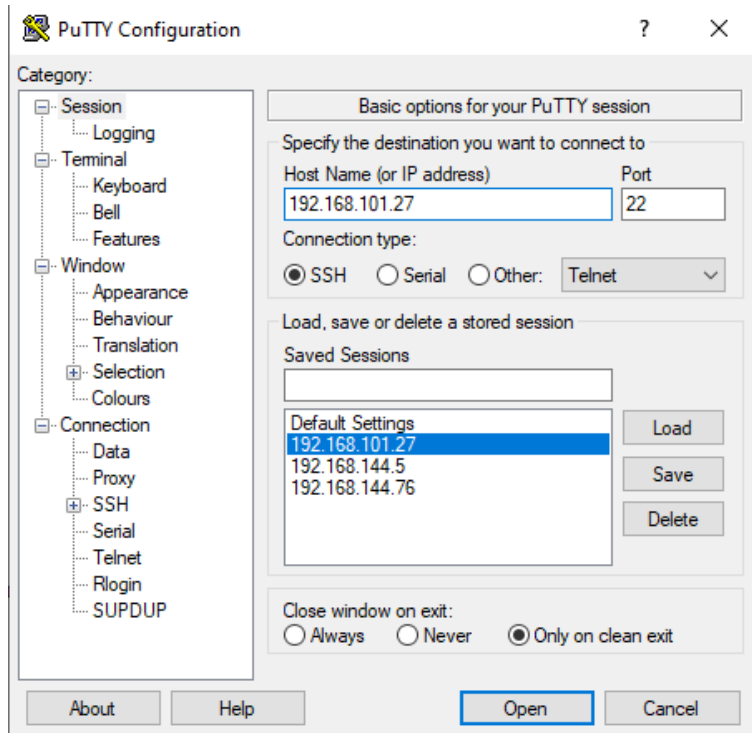 PuTTY Configuration
?
Category:
Session
Logging
Terminal
Keyboard
Bell
Features
Window
Appearance
Behaviour
Translation
Selection
Colours
Connection
Data
Proxy
SSH
Serial
Telnet
Rlogin
SUPDUP
Basic options for your PuTTY session
Specify the destination you want to connect to
Host Name (or IP address) Port
192.168.101.27 22
Connection type:
SSH Serial Other: Telnet
Load, save or delete a stored session
Saved Sessions
Default Settings
192.168.101.27
192.168.144.5
192.168.144.76
Load
Save
Delete
Close window on exit:
Always Never Only on clean exit
About Help Open Cancel